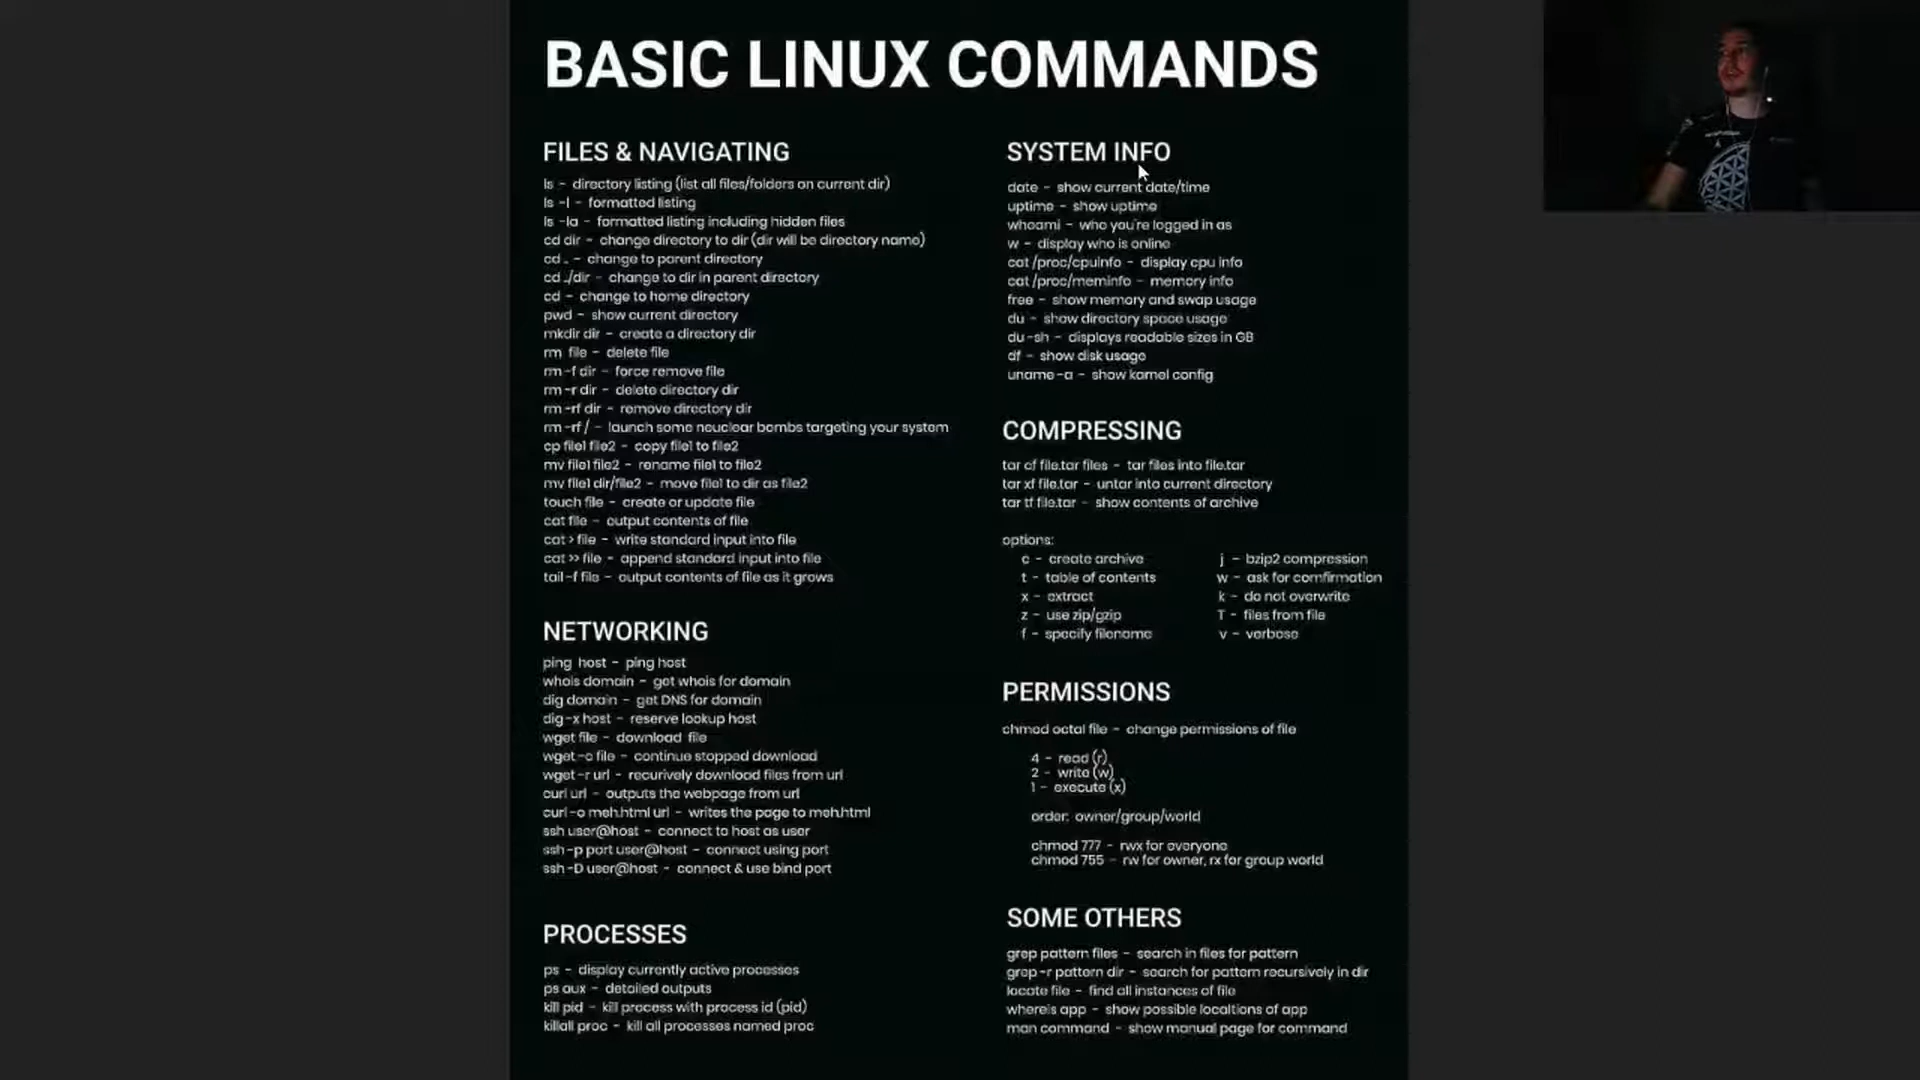 BASIC LINUX COMMANDS
FILES & NAVIGATING
ls - directory listing (list all files/folders on current dir)
ls -l - formatted listing
ls -la - formatted listing including hidden files
cd dir - change directory to dir (dir will be directory name)
cd .. - change to parent directory
cd ../dir - change to dir in parent directory
cd - change to home directory
pwd - show current directory
mkdir dir - create a directory dir
rm file - delete file
rm -f dir - force remove file
rm -r dir - delete directory dir
rm -rf dir - remove directory dir
rm -rf / - launch some neuclear bombs targeting your system
cp file1 file2 - copy file1 to file2
mv file1 file2 - rename file1 to file2
mv file1 dir/file2 - move file1 to dir as file2
touch file - create or update file
cat file - output contents of file
cat > file - write standard input into file
cat >> file - append standard input into file
tail -f file - output contents of file as it grows
NETWORKING
ping host - ping host
whois domain - get whois for domain
dig domain - get DNS for domain
dig -x host - reserve lookup host
wget file - download file
wget -c file - continue stopped download
wget -r url - recurively download files from url
curl url - outputs the webpage from url
curl -o meh.html url - writes the page to meh.html
ssh user@host - connect to host as user
ssh -p port user@host - connect using port
ssh -D user@host - connect & use bind port
PROCESSES
ps - display currently active processes
ps aux - detailed outputs
kill pid - kill process with process id (pid)
killall proc - kill all processes named proc
SYSTEM INFO
date - show current date/time
uptime - show uptime
whoami - who you're logged in as
w - display who is online
cat /proc/cpuinfo - display cpu info
cat /proc/meminfo - memory info
free - show memory and swap usage
du - show directory space usage
du -sh - displays readable sizes in GB
df - show disk usage
uname -a - show kernel config
COMPRESSING
tar cf file.tar files - tar files into file.tar
tar xf file.tar - untar into current directory
tar tf file.tar - show contents of archive
options:
c - create archive
t - table of contents
x - extract
z - use zip/gzip
f - specify filename
j - bzip2 compression
w - ask for comfirmation
k - do not overwrite
T - files from file
v - verbose
PERMISSIONS
chmod octal file - change permissions of file
4 - read (r)
2 - write (w)
1 - execute (x)
order: owner/group/world
chmod 777 - rwx for everyone
chmod 755 - rw for owner, rx for group world
SOME OTHERS
grep pattern files - search in files for pattern
grep -r pattern dir - search for pattern recursively in dir
locate file - find all instances of file
whereis app - show possible localtions of app
man command - show manual page for command